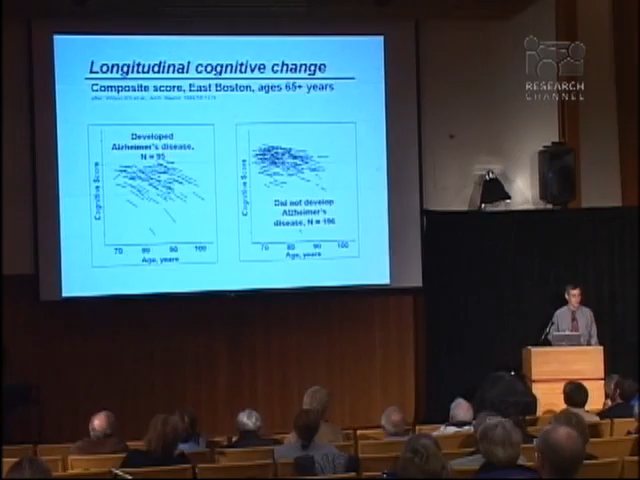 Longitudinal cognitive change
Composite score, East Boston, ages 65+ years
Developed
Alzheimer's disease,
N = 95
Cognitive Score
70 80 90 100
Age, years
Did not develop
Alzheimer's
disease, N = 196
Cognitive Score
70 80 90 100
Age, years
RESEARCH
CHANNEL